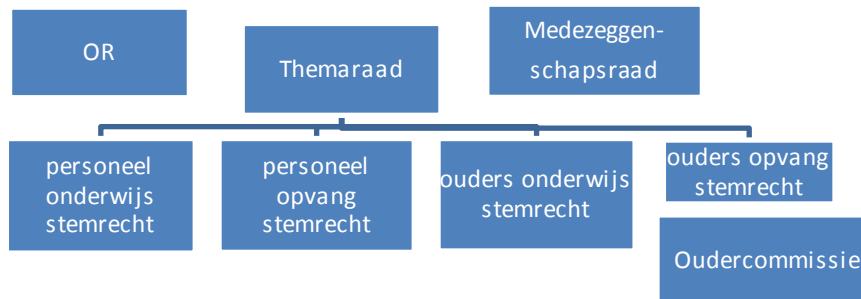 OR
Themaraad
Medezeggen-
schapsraad
personeel
onderwijs
stemrecht
personeel
opvang
stemrecht
ouders onderwijs
stemrecht
ouders opvang
stemrecht
Oudercommissie